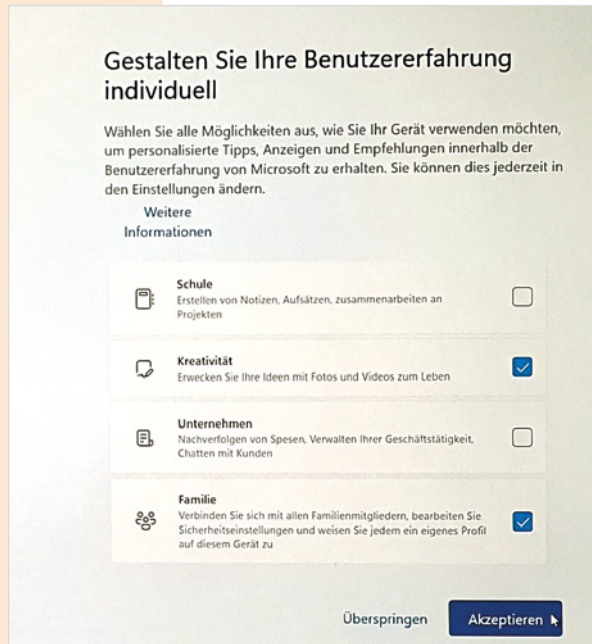 Gestalten Sie Ihre Benutzererfahrung
individuell
Wählen Sie alle Möglichkeiten aus, wie Sie Ihr Gerät verwenden möchten,
um personalisierte Tipps, Anzeigen und Empfehlungen innerhalb der
Benutzererfahrung von Microsoft zu erhalten. Sie können dies jederzeit in
den Einstellungen ändern.
Weitere
Informationen
Schule
Erstellen von Notizen, Aufsätzen, zusammenarbeiten an
Projekten
Kreativität
Erwecken Sie Ihre Ideen mit Fotos und Videos zum Leben
Unternehmen
Nachverfolgen von Spesen, Verwalten Ihrer Geschäftstätigkeit,
Chatten mit Kunden
Familie
Verbinden Sie sich mit allen Familienmitgliedern, bearbeiten Sie
Sicherheitseinstellungen und weisen Sie jedem ein eigenes Profil
auf diesem Gerät zu
Überspringen Akzeptieren